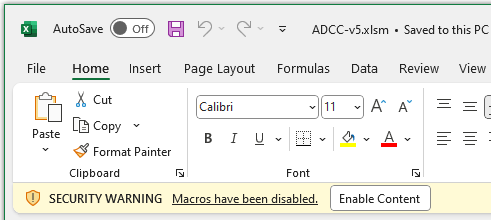 AutoSave Off ADCC-v5.xlsm • Saved to this PC
File Home Insert Page Layout Formulas Data Review View
Cut
Calibri 11 A A
Paste
Copy
B I U A
Format Painter
Clipboard Font
SECURITY WARNING Macros have been disabled. Enable Content